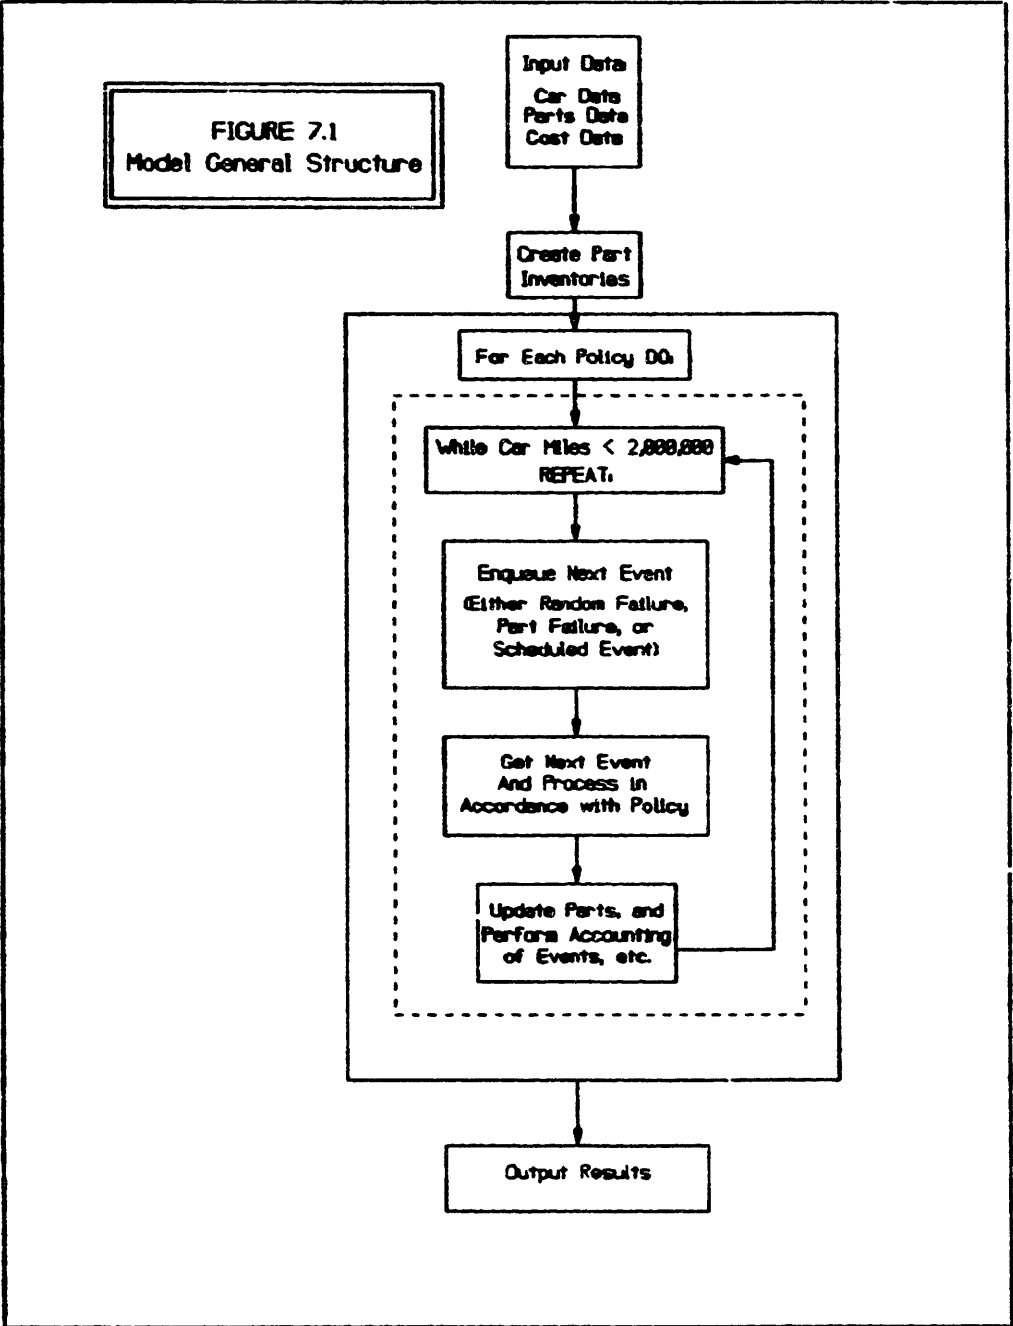 Input Data:
Car Data
Parts Data
Cost Data
FIGURE 7.1
Model General Structure
Create Part
Inventories
For Each Policy DO:
While Car Miles < 2,000,000
REPEAT:
Enqueue Next Event
(Either Random Failure,
Part Failure, or
Scheduled Event)
Get Next Event
And Process in
Accordance with Policy
Update Parts, and
Perform Accounting
of Events, etc.
Output Results